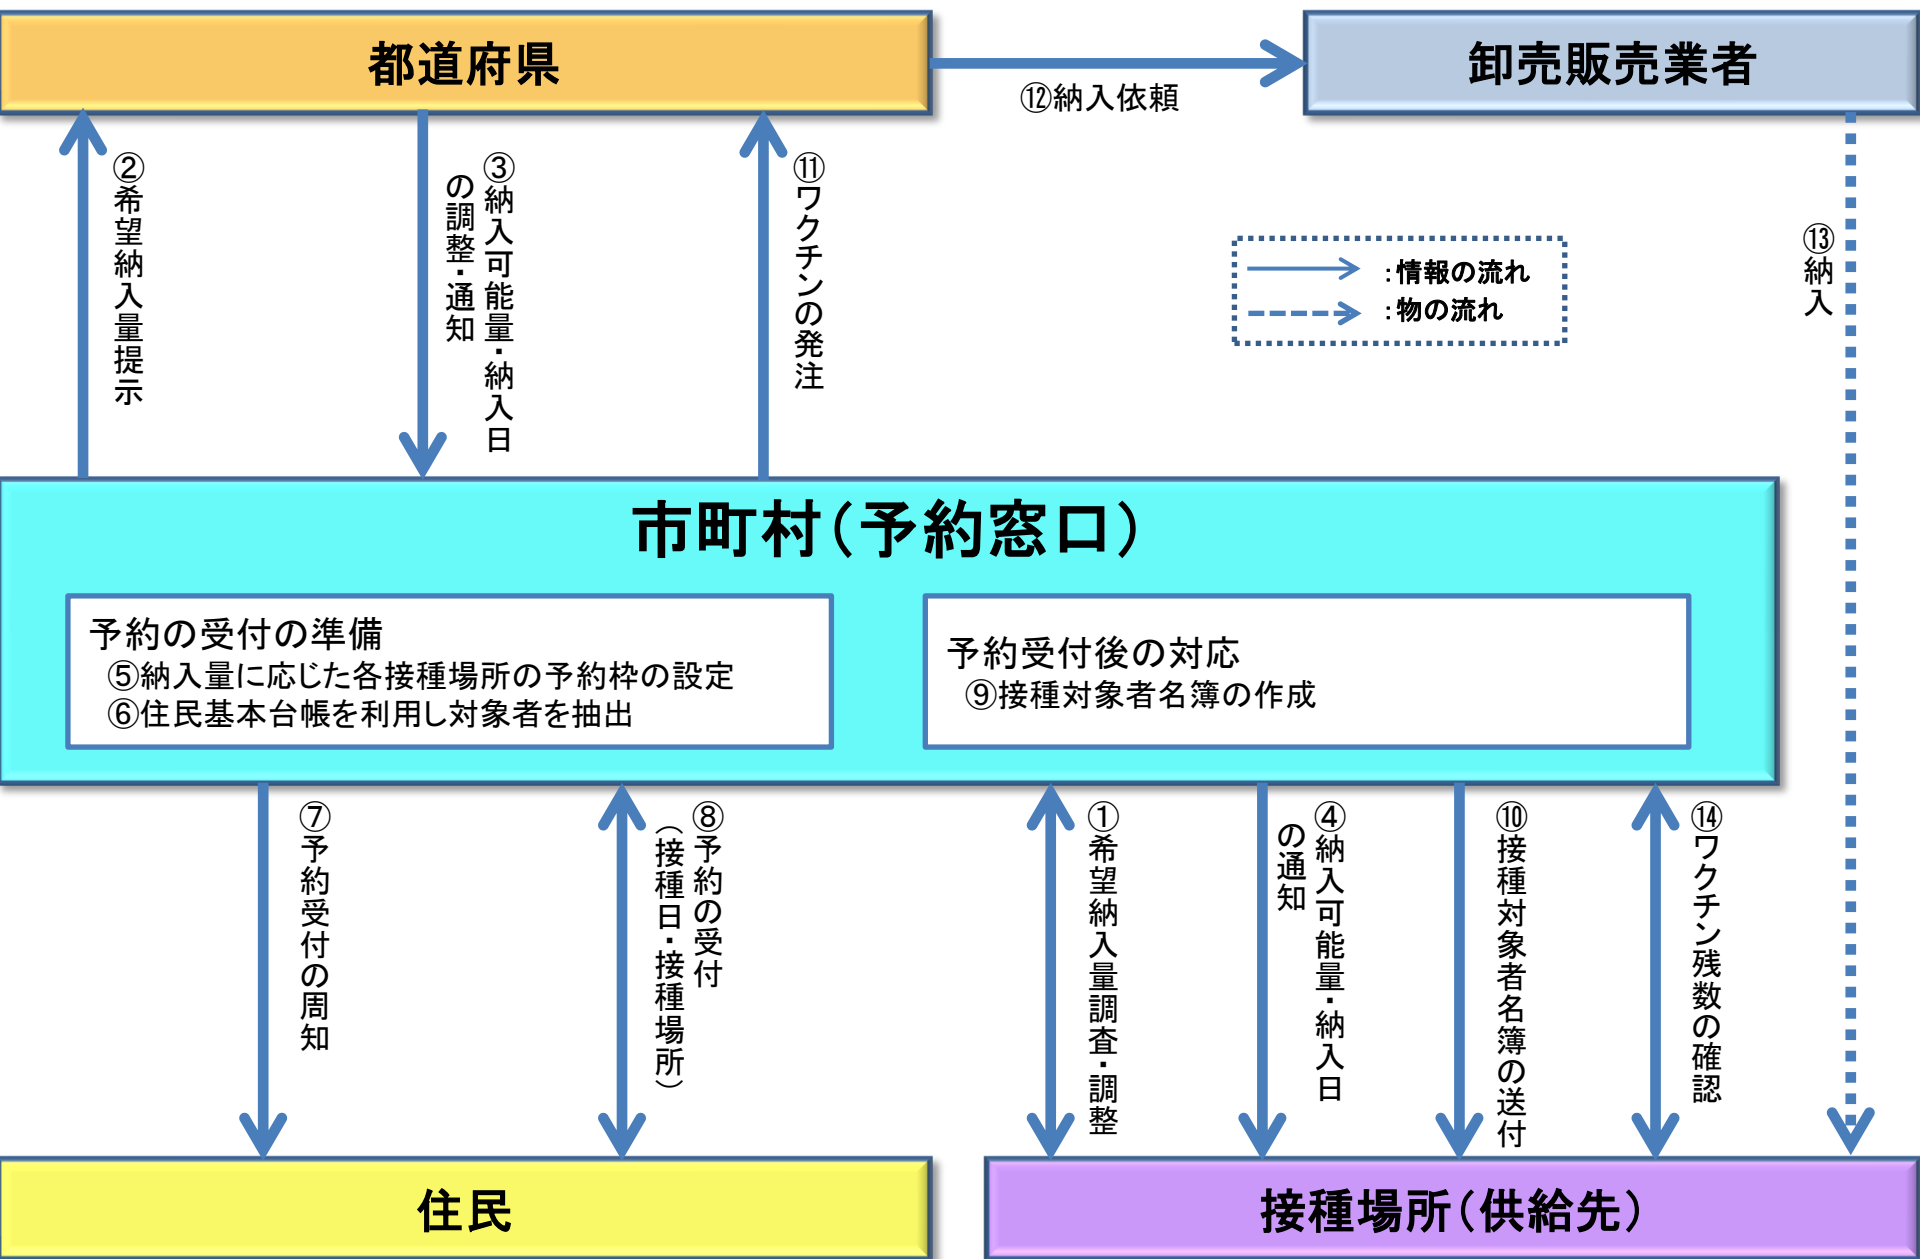 都道府県
卸売販売業者
⑫納入依頼
②希望納入量提示
③納入可能量・納入日
の調整・通知
⑪ワクチンの発注
⑬納入
:情報の流れ
:物の流れ
市町村(予約窓口)
予約の受付の準備
⑤納入量に応じた各接種場所の予約枠の設定
⑥住民基本台帳を利用し対象者を抽出
予約受付後の対応
⑨接種対象者名簿の作成
⑦予約受付の周知
⑧予約の受付
(接種日・接種場所)
①希望納入量調査・調整
④納入可能量・納入日
の通知
⑩接種対象者名簿の送付
⑭ワクチン残数の確認
住民
接種場所(供給先)